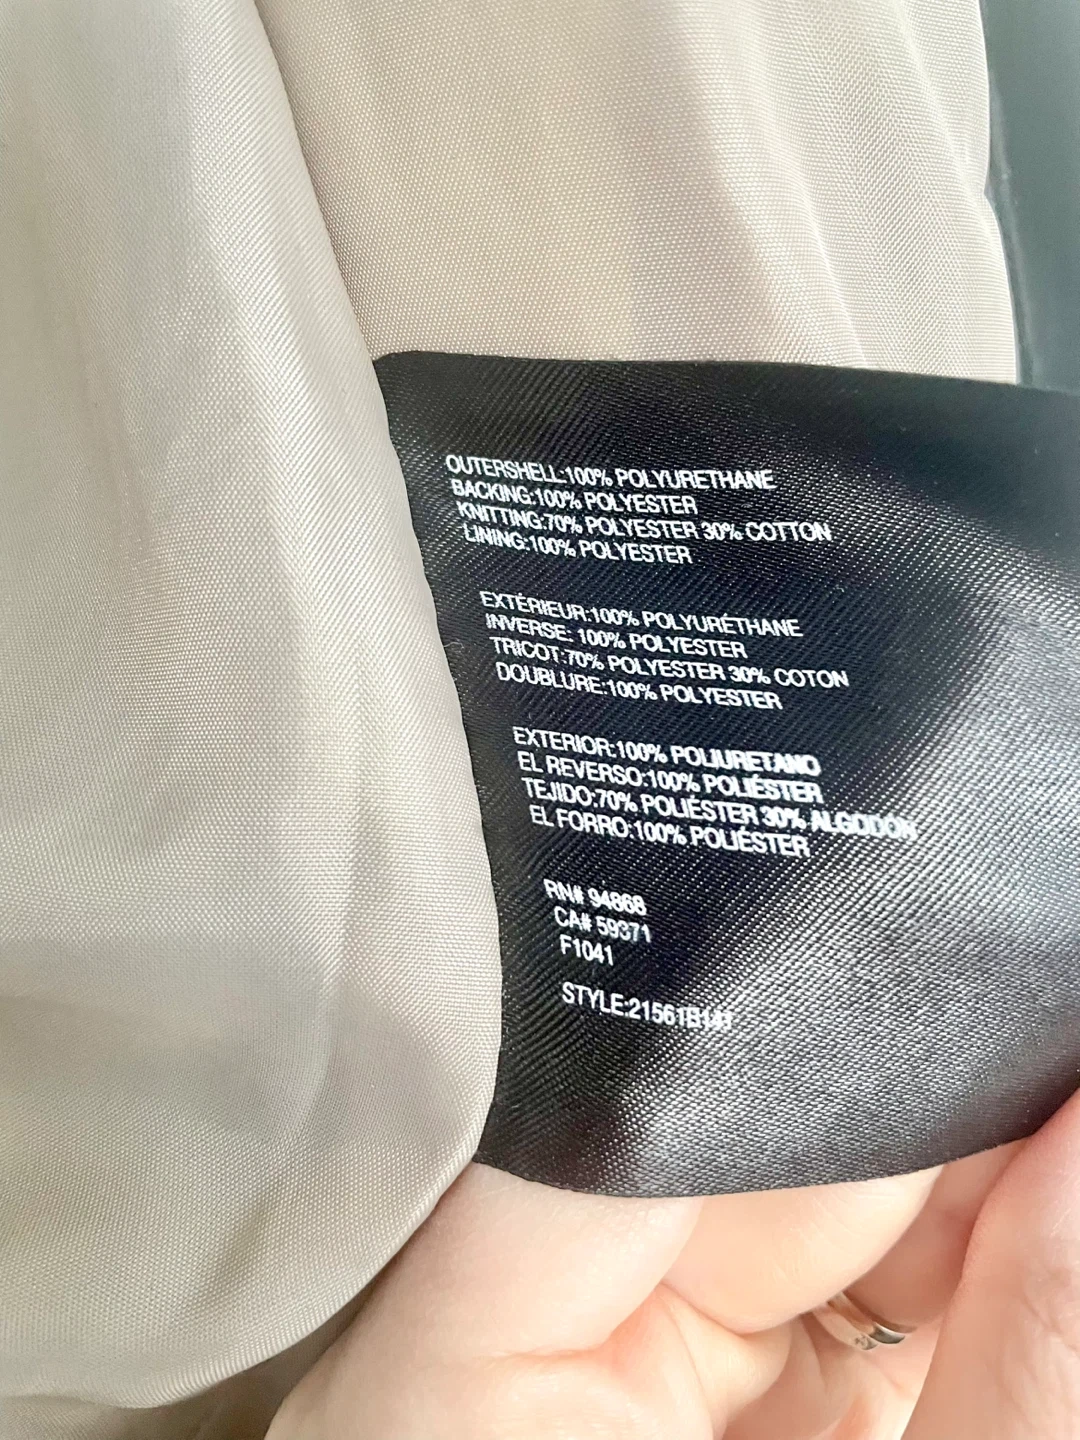 OUTERSHELL:100% POLYURETHANE
BACKING:100% POLYESTER
KNITTING:70% POLYESTER 30% COTTON
LINING:100% POLYESTER
EXTÉRIEUR:100% POLYURÉTHANE
INVERSE: 100% POLYESTER
TRICOT:70% POLYESTER 30% COTON
DOUBLURE:100% POLYESTER
EXTERIOR:100% POLIURETANO
EL REVERSO:100% POLIÉSTER
TEJIDO:70% POLIÉSTER 30% ALGODÓN
EL FORRO:100% POLIÉSTER
RN# 94868
CA# 59371
F1041
STYLE:21561B141